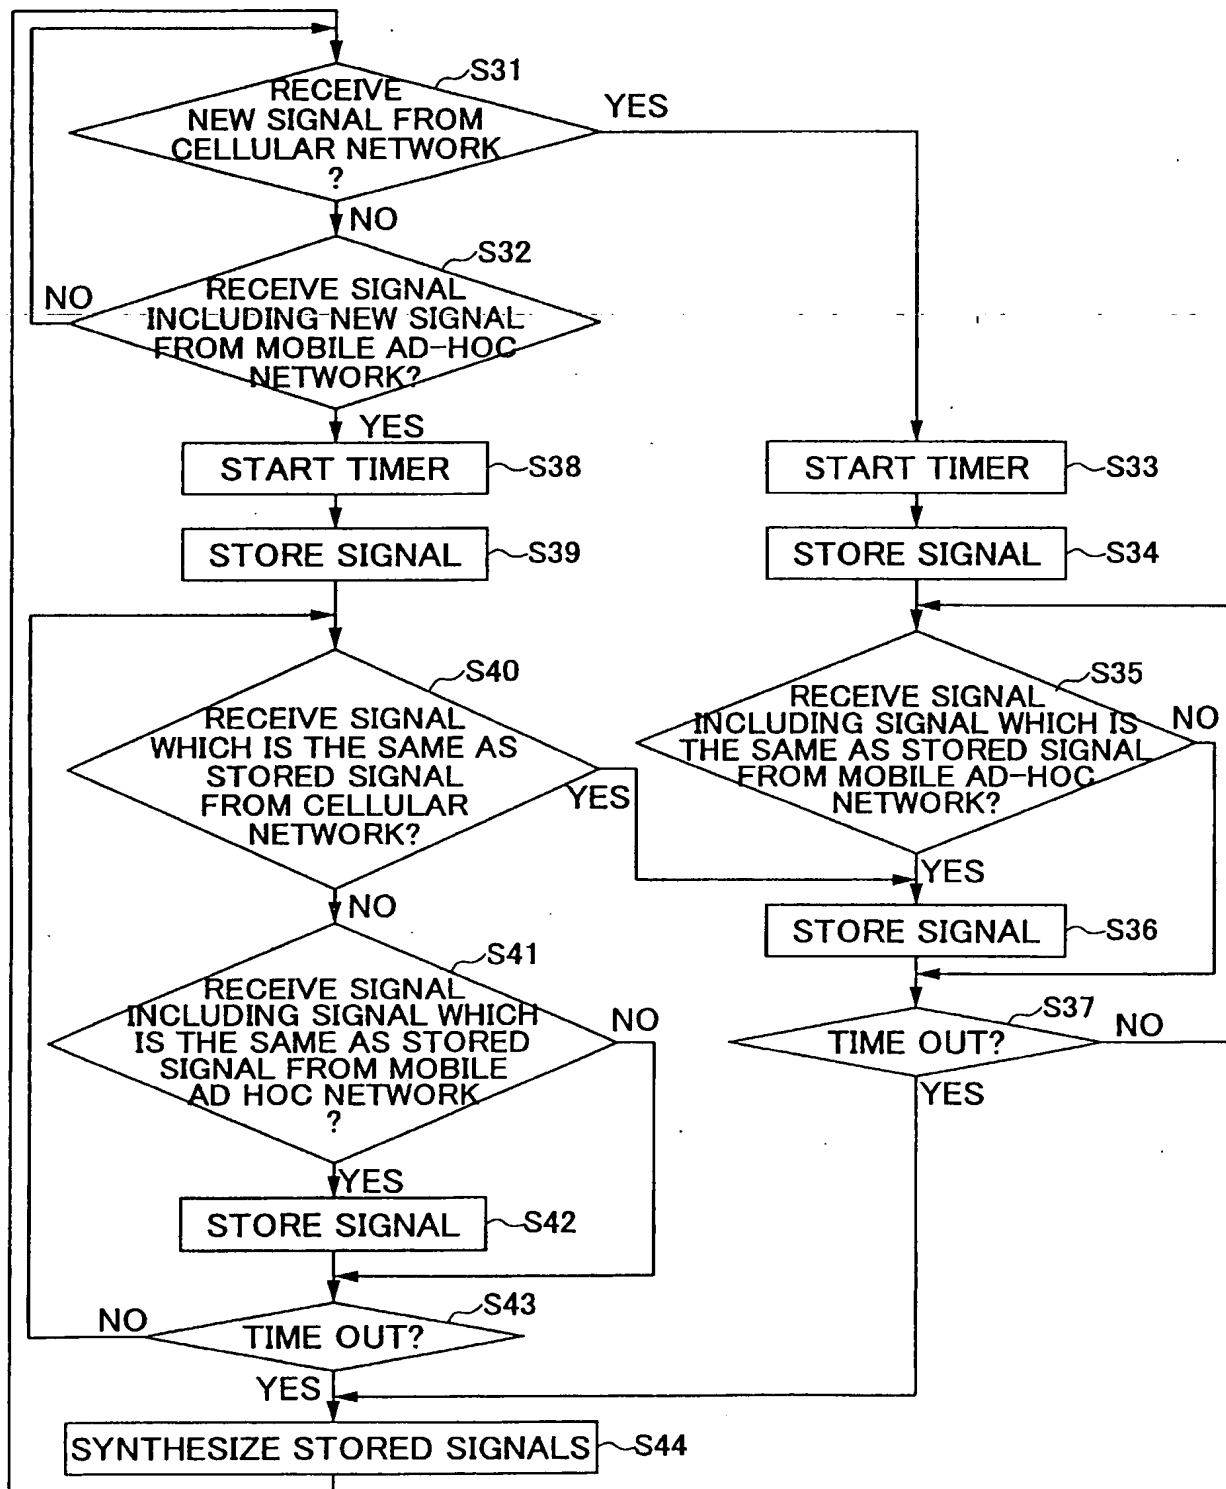 S31
RECEIVE
NEW SIGNAL FROM
CELLULAR NETWORK
?
YES
NO
S32
RECEIVE SIGNAL
INCLUDING NEW SIGNAL
FROM MOBILE AD-HOC
NETWORK?
NO
YES
START TIMER
S38
START TIMER
S33
STORE SIGNAL
S39
STORE SIGNAL
S34
S40
RECEIVE SIGNAL
WHICH IS THE SAME AS
STORED SIGNAL
FROM CELLULAR
NETWORK?
YES
NO
S35
RECEIVE SIGNAL
INCLUDING SIGNAL WHICH IS
THE SAME AS STORED SIGNAL
FROM MOBILE AD-HOC
NETWORK?
NO
YES
STORE SIGNAL
S36
S41
RECEIVE SIGNAL
INCLUDING SIGNAL WHICH
IS THE SAME AS STORED
SIGNAL FROM MOBILE
AD HOC NETWORK
?
NO
YES
S37
TIME OUT?
NO
YES
STORE SIGNAL
S42
S43
TIME OUT?
NO
YES
SYNTHESIZE STORED SIGNALS
S44